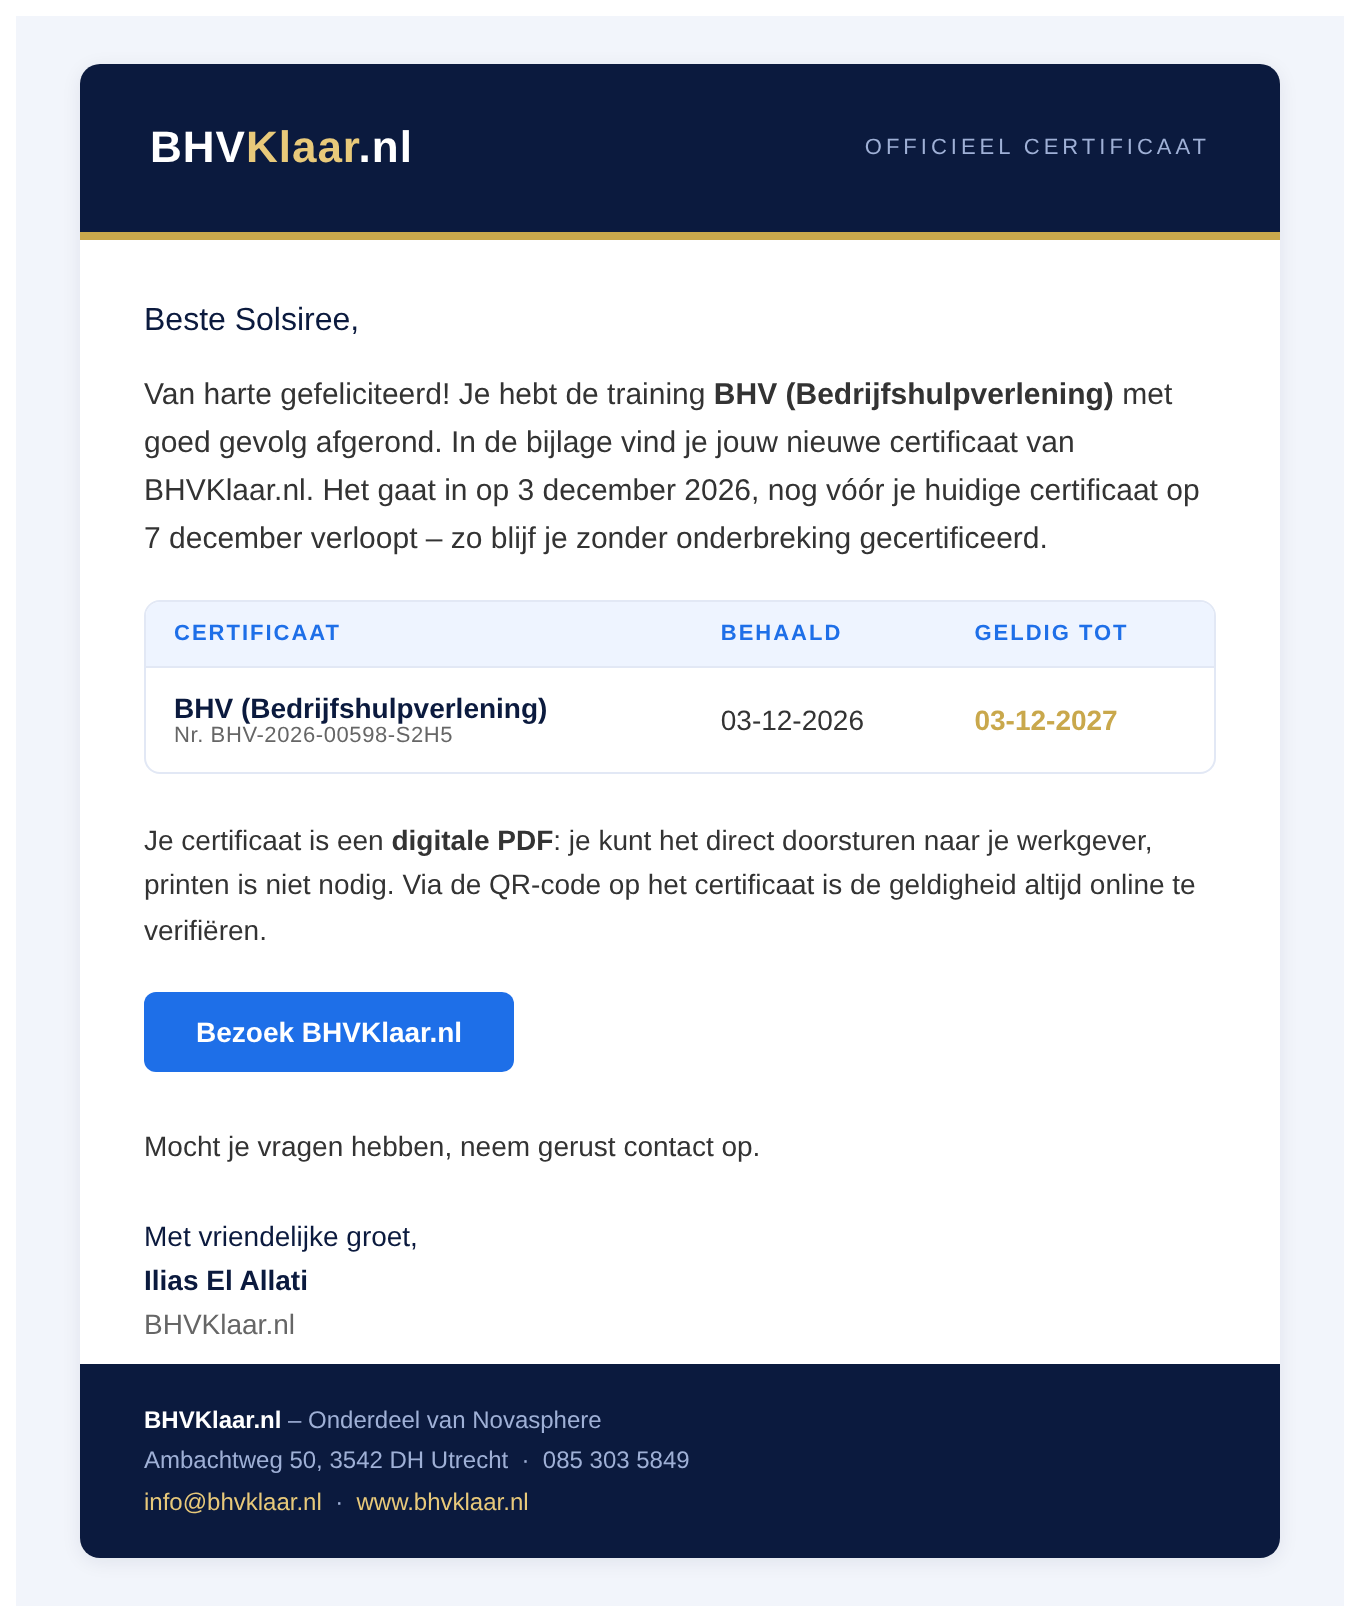 BHVKlaar.nl
OFFICIEEL CERTIFICAAT
Beste Solsiree,
Van harte gefeliciteerd! Je hebt de training BHV (Bedrijfshulpverlening) met
goed gevolg afgerond. In de bijlage vind je jouw nieuwe certificaat van
BHVKlaar.nl. Het gaat in op 3 december 2026, nog vóór je huidige certificaat op
7 december verloopt – zo blijf je zonder onderbreking gecertificeerd.
CERTIFICAAT BEHAALD GELDIG TOT
BHV (Bedrijfshulpverlening) 03-12-2026 03-12-2027
Nr. BHV-2026-00598-S2H5
Je certificaat is een digitale PDF: je kunt het direct doorsturen naar je werkgever,
printen is niet nodig. Via de QR-code op het certificaat is de geldigheid altijd online te
verifiëren.
Bezoek BHVKlaar.nl
Mocht je vragen hebben, neem gerust contact op.
Met vriendelijke groet,
Ilias El Allati
BHVKlaar.nl
BHVKlaar.nl – Onderdeel van Novasphere
Ambachtweg 50, 3542 DH Utrecht · 085 303 5849
info@bhvklaar.nl · www.bhvklaar.nl